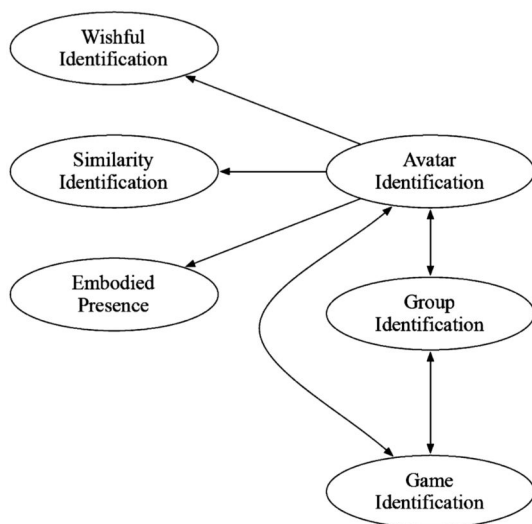 Wishful
Identification
Similarity
Identification
Avatar
Identification
Embodied
Presence
Group
Identification
Game
Identification